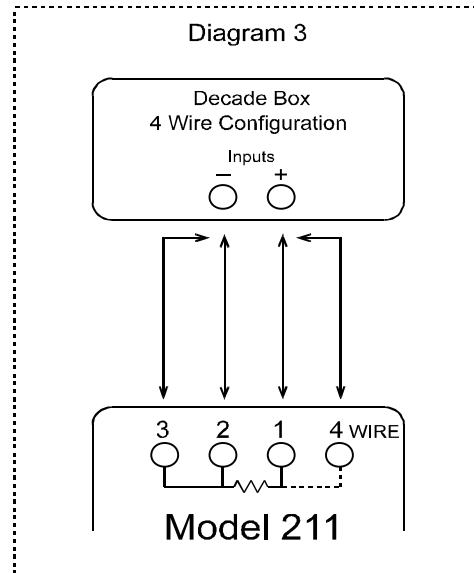 Diagram 3
Decade Box
4 Wire Configuration
Inputs
– +
3 2 1 4 WIRE
Model 211